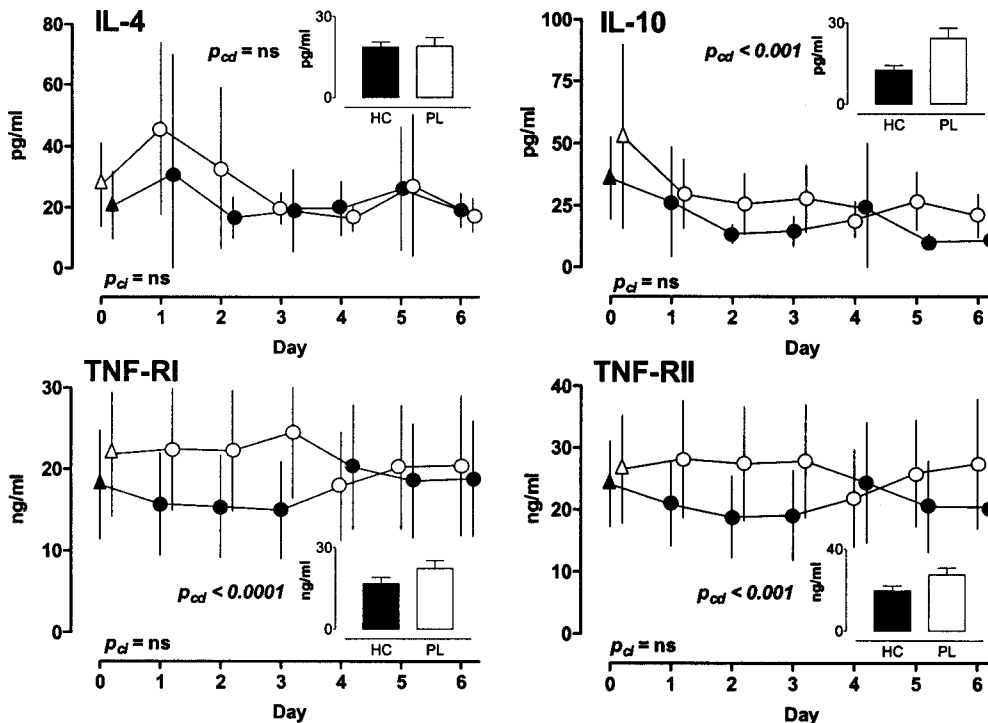 IL-4
pg/ml
80
60
40
20
0
p_cd = ns
pg/ml
30
0
HC PL
p_ci = ns
0 1 2 3 4 5 6
Day
IL-10
pg/ml
100
75
50
25
0
p_cd < 0.001
pg/ml
30
0
HC PL
p_ci = ns
0 1 2 3 4 5 6
Day
TNF-RI
ng/ml
30
20
10
0
p_cd < 0.0001
ng/ml
30
0
HC PL
p_ci = ns
0 1 2 3 4 5 6
Day
TNF-RII
ng/ml
40
30
20
10
0
p_cd < 0.001
ng/ml
40
0
HC PL
p_ci = ns
0 1 2 3 4 5 6
Day